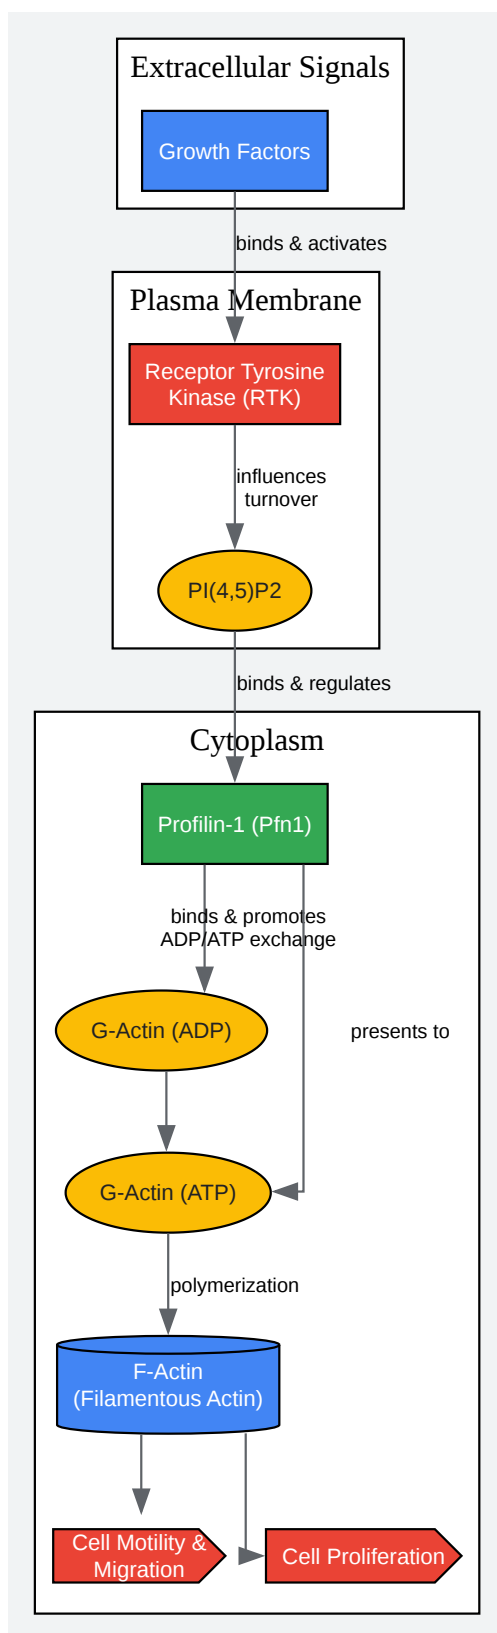 Extracellular Signals
Growth Factors
binds & activates
Plasma Membrane
Receptor Tyrosine
Kinase (RTK)
influences
turnover
PI(4,5)P2
binds & regulates
Cytoplasm
Profilin-1 (Pfn1)
binds & promotes
ADP/ATP exchange
G-Actin (ADP)
presents to
G-Actin (ATP)
polymerization
F-Actin
(Filamentous Actin)
Cell Motility &
Migration
Cell Proliferation